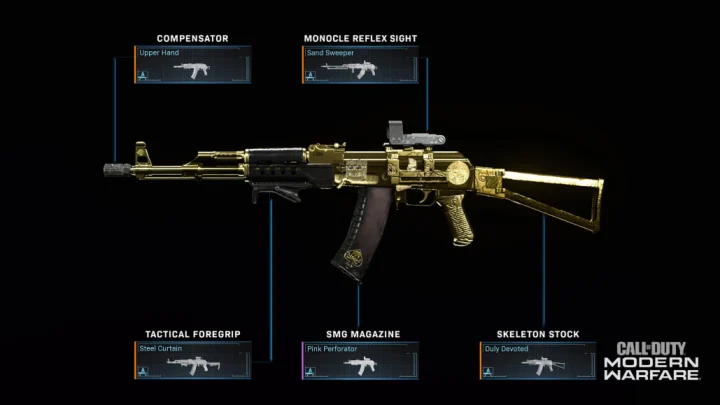 COMPENSATOR
Upper Hand
MONOCLE REFLEX SIGHT
Sand Sweeper
TACTICAL FOREGRIP
Steel Curtain
SMG MAGAZINE
Pink Perforator
SKELETON STOCK
Duly Devoted
CALL OF DUTY
MODERN
WARFARE